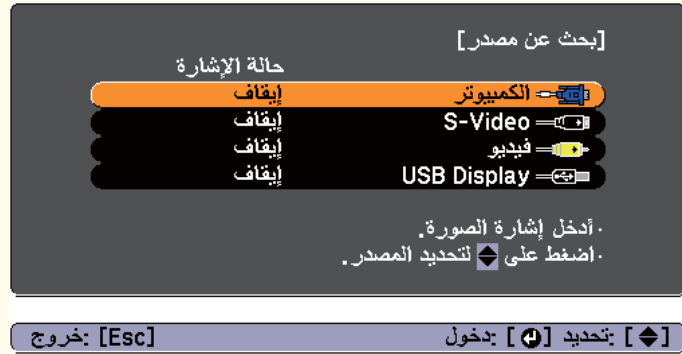 [بحث عن مصدر]
حالة الإشارة
الكمبيوتر إيقاف
S-Video إيقاف
فيديو إيقاف
USB Display إيقاف
·أدخل إشارة الصورة.
·اضغط على لتحديد المصدر.
[ ] :تحديد [ ] :دخول [Esc] :خروج